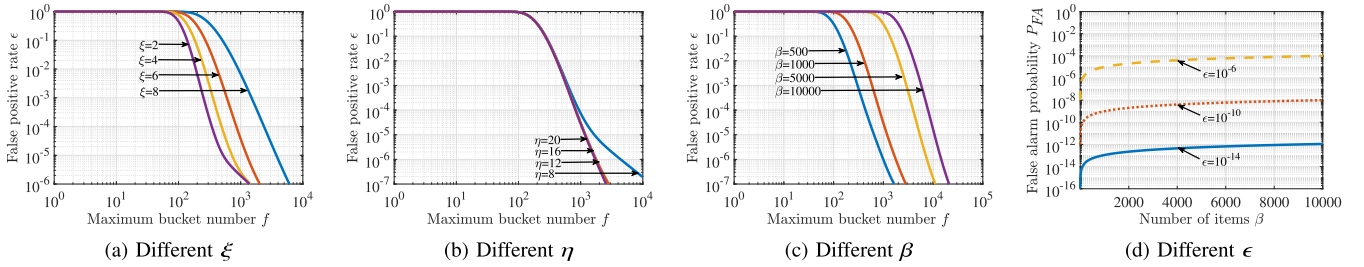 False positive rate ϵ
10^0
10^-1
10^-2
10^-3
10^-4
10^-5
10^-6
ξ=2
ξ=4
ξ=6
ξ=8
10^0 10^1 10^2 10^3 10^4
Maximum bucket number f
(a) Different ξ
False positive rate ϵ
10^0
10^-1
10^-2
10^-3
10^-4
10^-5
10^-6
10^-7
η=20
η=16
η=12
η=8
10^0 10^1 10^2 10^3 10^4
Maximum bucket number f
(b) Different η
False positive rate ϵ
10^0
10^-1
10^-2
10^-3
10^-4
10^-5
10^-6
10^-7
β=500
β=1000
β=5000
β=10000
10^0 10^1 10^2 10^3 10^4 10^5
Maximum bucket number f
(c) Different β
False alarm probability P_FA
10^0
10^-2
10^-4
10^-6
10^-8
10^-10
10^-12
10^-14
10^-16
ϵ=10^-6
ϵ=10^-10
ϵ=10^-14
2000 4000 6000 8000 10000
Number of items β
(d) Different ϵ